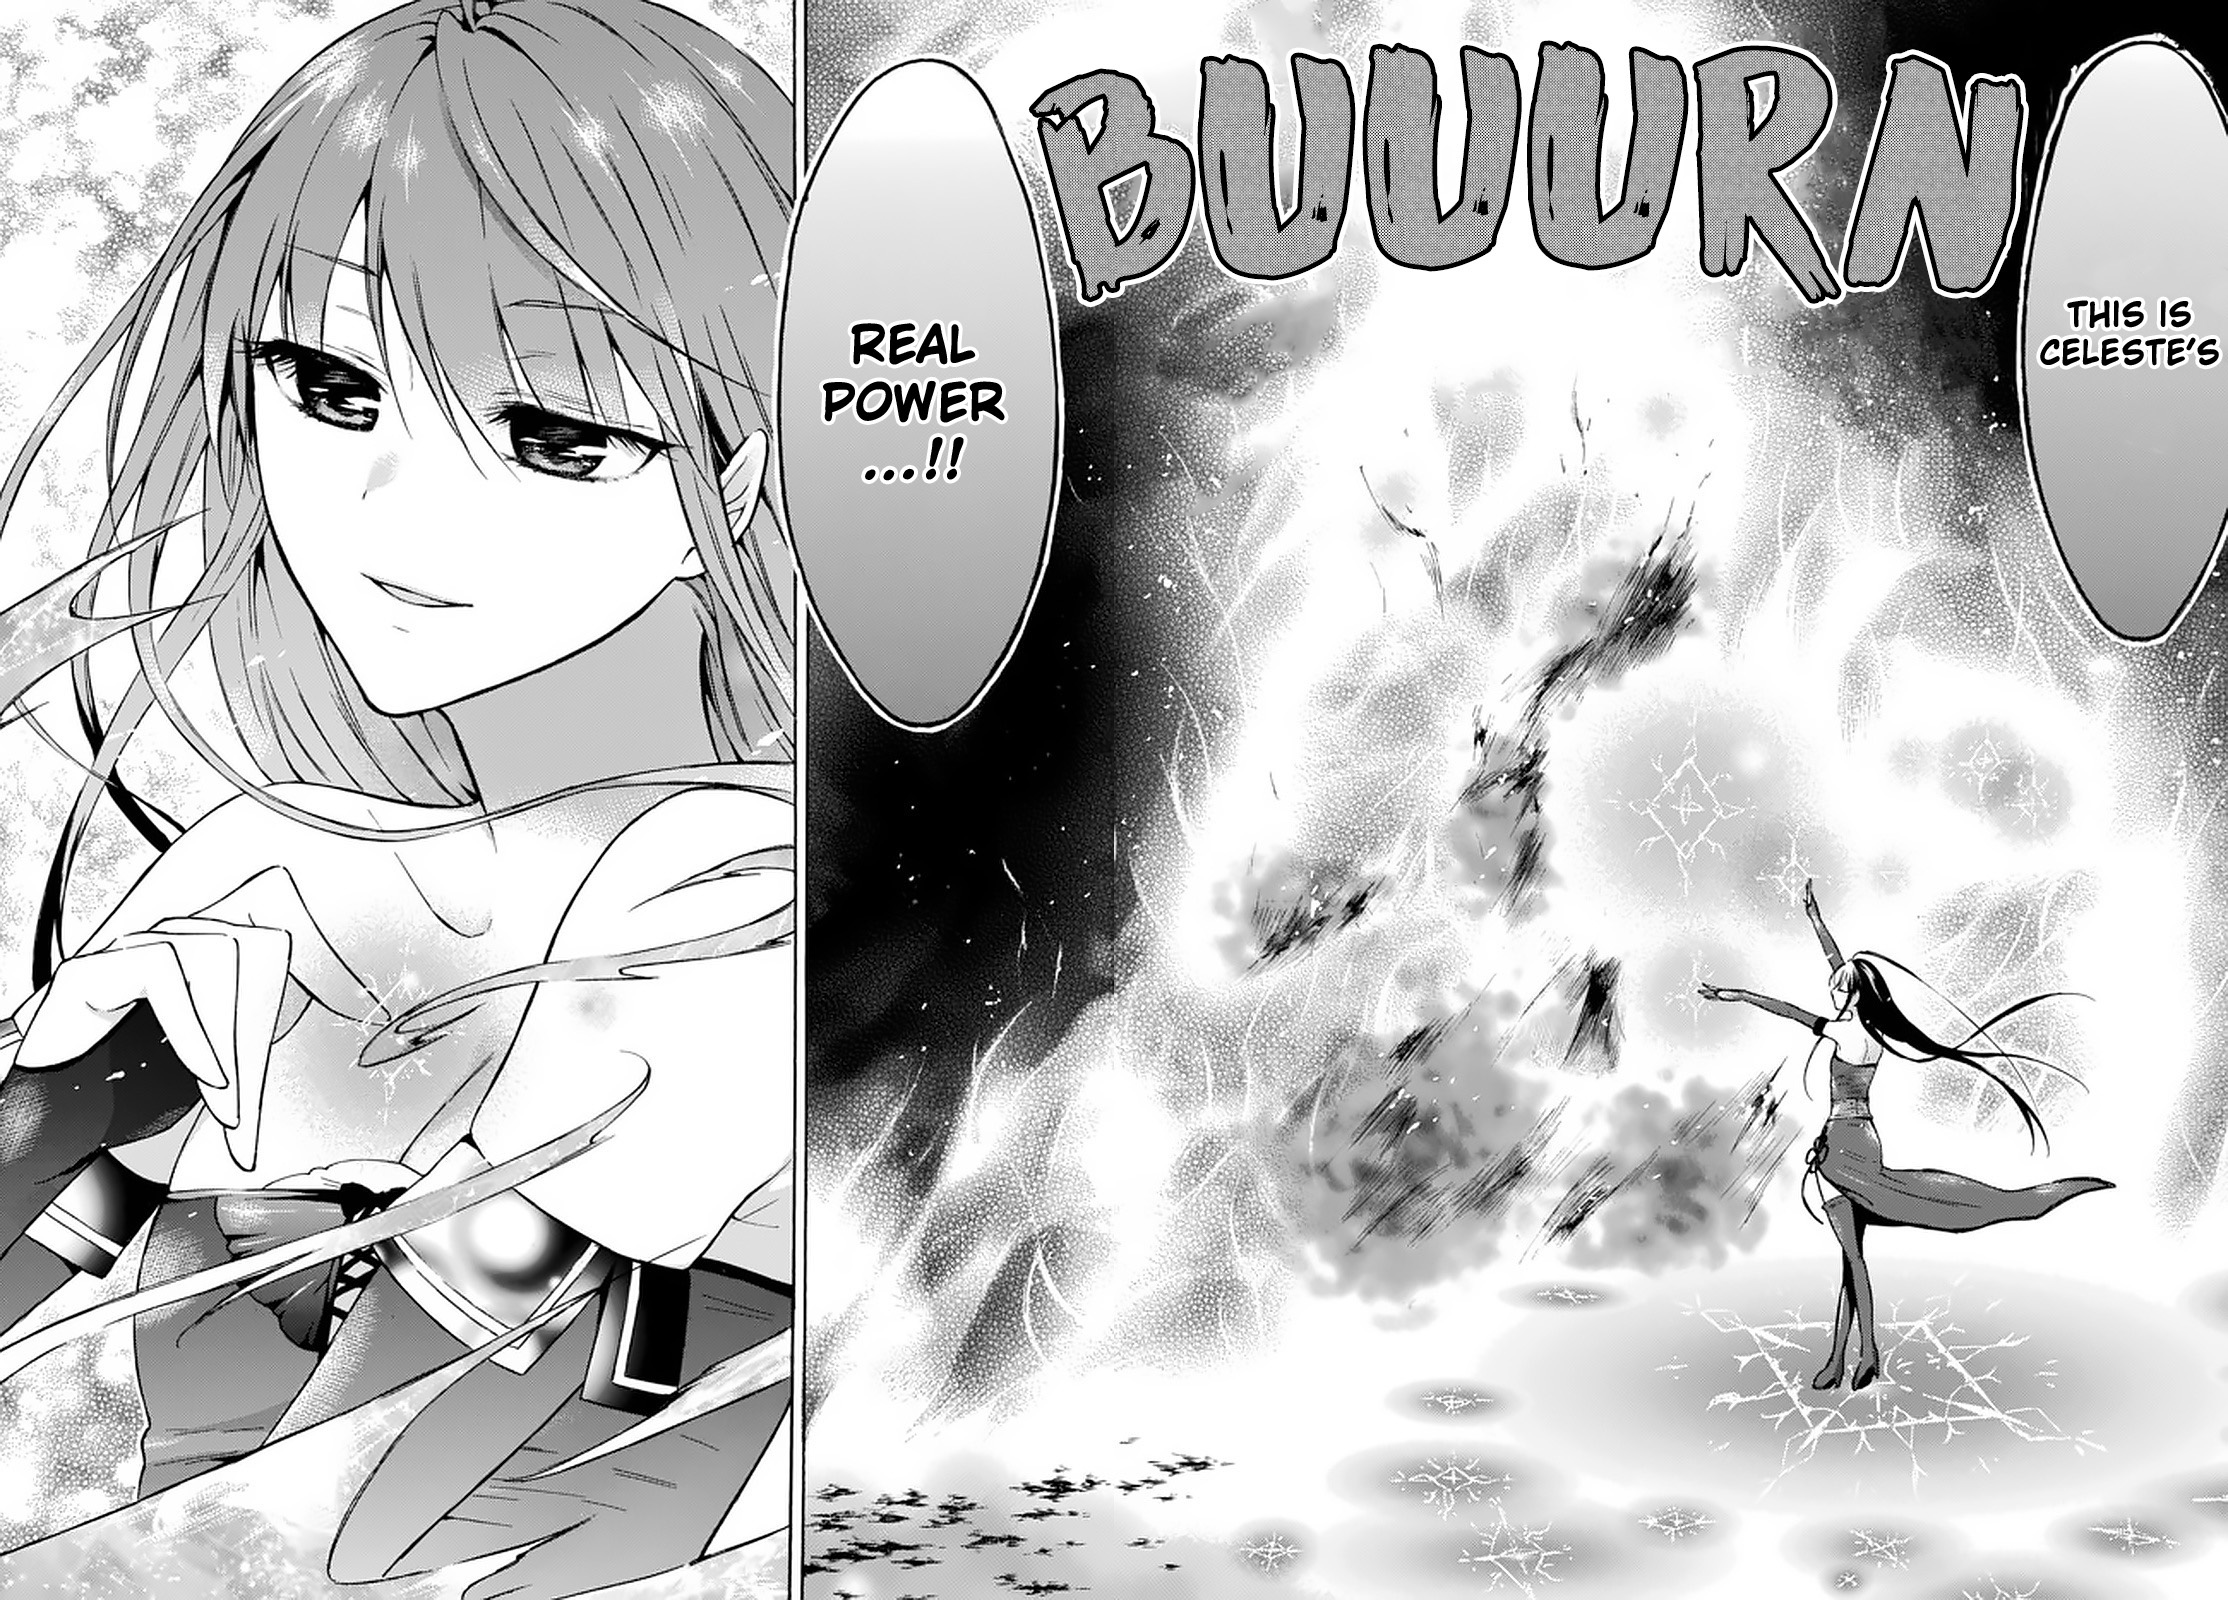 THIS IS
CELESTE'S
BUUURN
REAL
POWER
...!!